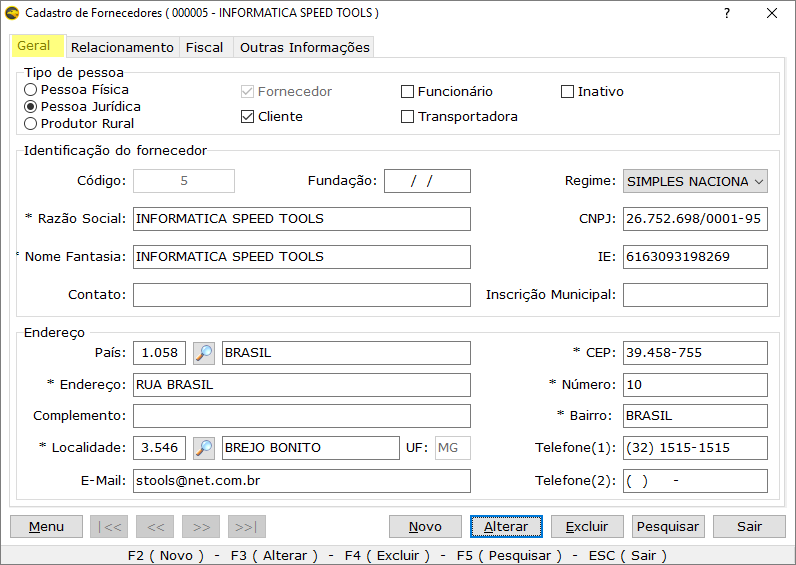 Cadastro de Fornecedores ( 000005 - INFORMATICA SPEED TOOLS ) ?
Geral Relacionamento Fiscal Outras Informações
Tipo de pessoa
Pessoa Física Fornecedor Funcionário Inativo
Pessoa Jurídica
Cliente Transportadora
Produtor Rural
Identificação do fornecedor
Código: 5 Fundação: / / Regime: SIMPLES NACIONA
* Razão Social: INFORMATICA SPEED TOOLS CNPJ: 26.752.698/0001-95
* Nome Fantasia: INFORMATICA SPEED TOOLS IE: 6163093198269
Contato: Inscrição Municipal:
Endereço
País: 1.058 BRASIL * CEP: 39.458-755
* Endereço: RUA BRASIL * Número: 10
Complemento: * Bairro: BRASIL
* Localidade: 3.546 BREJO BONITO UF: MG Telefone(1): (32) 1515-1515
E-Mail: stools@net.com.br Telefone(2): ( ) -
Menu |<< << >> >>| Novo Alterar Excluir Pesquisar Sair
F2 ( Novo ) - F3 ( Alterar ) - F4 ( Excluir ) - F5 ( Pesquisar ) - ESC ( Sair )